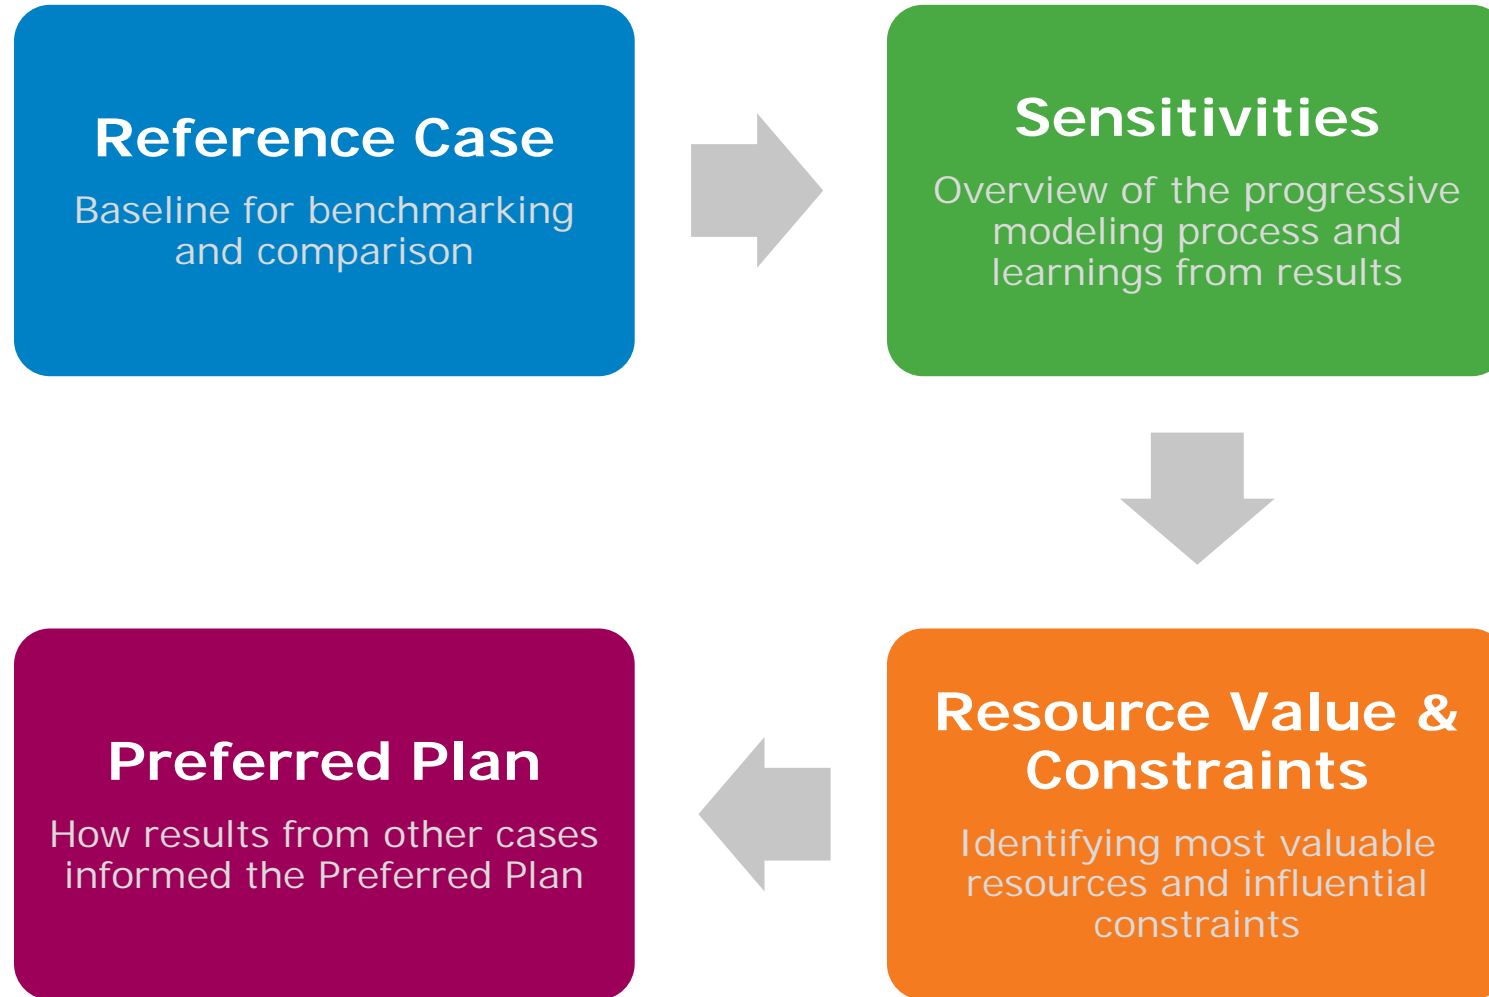 Reference Case
Baseline for benchmarking
and comparison
Sensitivities
Overview of the progressive
modeling process and
learnings from results
Resource Value &
Constraints
Identifying most valuable
resources and influential
constraints
Preferred Plan
How results from other cases
informed the Preferred Plan